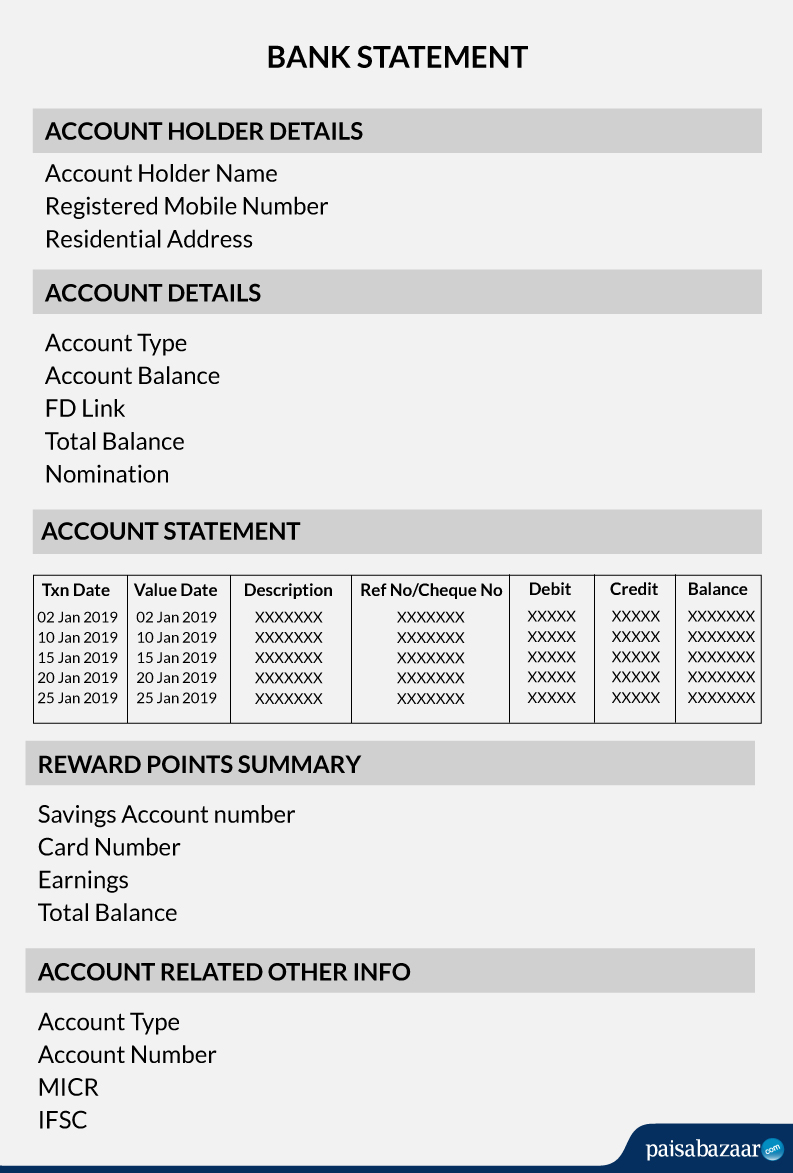 BANK STATEMENT
ACCOUNT HOLDER DETAILS
Account Holder Name
Registered Mobile Number
Residential Address
ACCOUNT DETAILS
Account Type
Account Balance
FD Link
Total Balance
Nomination
ACCOUNT STATEMENT
Txn Date Value Date Description Ref No/Cheque No Debit Credit Balance
02 Jan 2019 02 Jan 2019 XXXXXXX XXXXXXX XXXXX XXXXX XXXXXXX
10 Jan 2019 10 Jan 2019 XXXXXXX XXXXXXX XXXXX XXXXX XXXXXXX
15 Jan 2019 15 Jan 2019 XXXXXXX XXXXXXX XXXXX XXXXX XXXXXXX
20 Jan 2019 20 Jan 2019 XXXXXXX XXXXXXX XXXXX XXXXX XXXXXXX
25 Jan 2019 25 Jan 2019 XXXXXXX XXXXXXX XXXXX XXXXX XXXXXXX
REWARD POINTS SUMMARY
Savings Account number
Card Number
Earnings
Total Balance
ACCOUNT RELATED OTHER INFO
Account Type
Account Number
MICR
IFSC
paisabazaar com